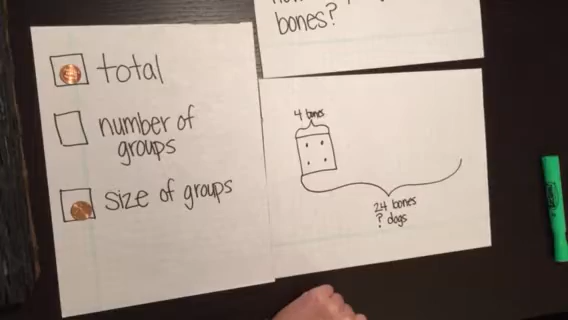 bones?
total
number of
groups
size of groups
4 bones
24 bones
? dogs